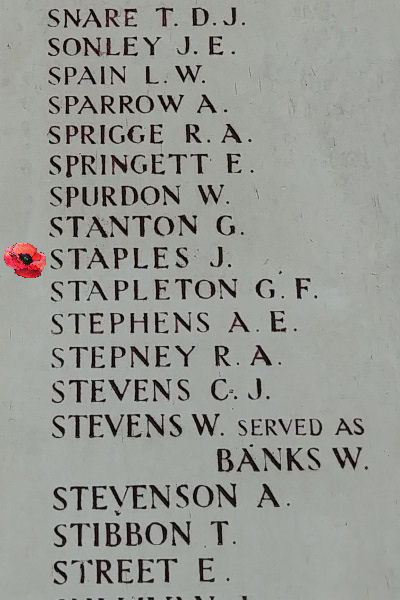 SNARE T. D. J.
SONLEY J. E.
SPAIN L. W.
SPARROW A.
SPRIGGE R. A.
SPRINGETT E.
SPURDON W.
STANTON G.
STAPLES J.
STAPLETON G. F.
STEPHENS A. E.
STEPNEY R. A.
STEVENS C. J.
STEVENS W. SERVED AS
BANKS W.
STEVENSON A.
STIBBON T.
STREET E.